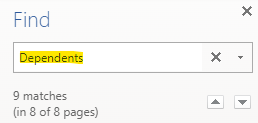 Find
Dependents
9 matches
(in 8 of 8 pages)